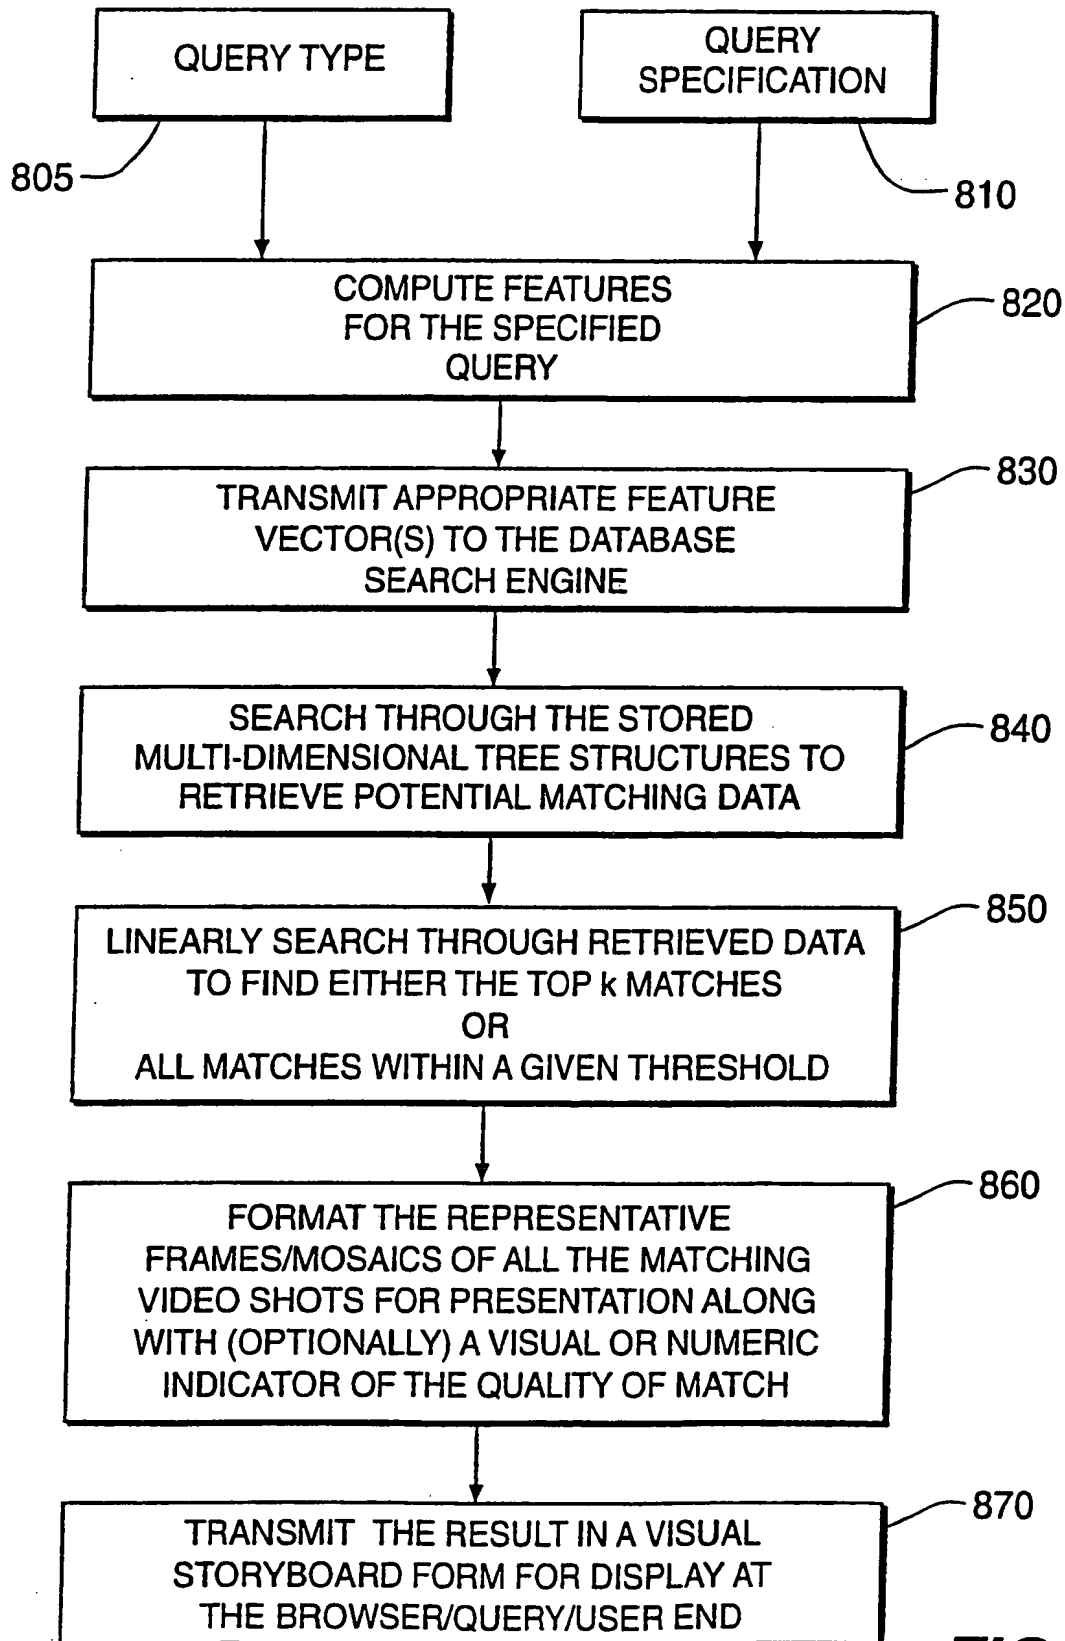 QUERY TYPE
QUERY
SPECIFICATION
805
810
COMPUTE FEATURES
FOR THE SPECIFIED
QUERY
820
TRANSMIT APPROPRIATE FEATURE
VECTOR(S) TO THE DATABASE
SEARCH ENGINE
830
SEARCH THROUGH THE STORED
MULTI-DIMENSIONAL TREE STRUCTURES TO
RETRIEVE POTENTIAL MATCHING DATA
840
LINEARLY SEARCH THROUGH RETRIEVED DATA
TO FIND EITHER THE TOP k MATCHES
OR
ALL MATCHES WITHIN A GIVEN THRESHOLD
850
FORMAT THE REPRESENTATIVE
FRAMES/MOSAICS OF ALL THE MATCHING
VIDEO SHOTS FOR PRESENTATION ALONG
WITH (OPTIONALLY) A VISUAL OR NUMERIC
INDICATOR OF THE QUALITY OF MATCH
860
TRANSMIT THE RESULT IN A VISUAL
STORYBOARD FORM FOR DISPLAY AT
THE BROWSER/QUERY/USER END
870